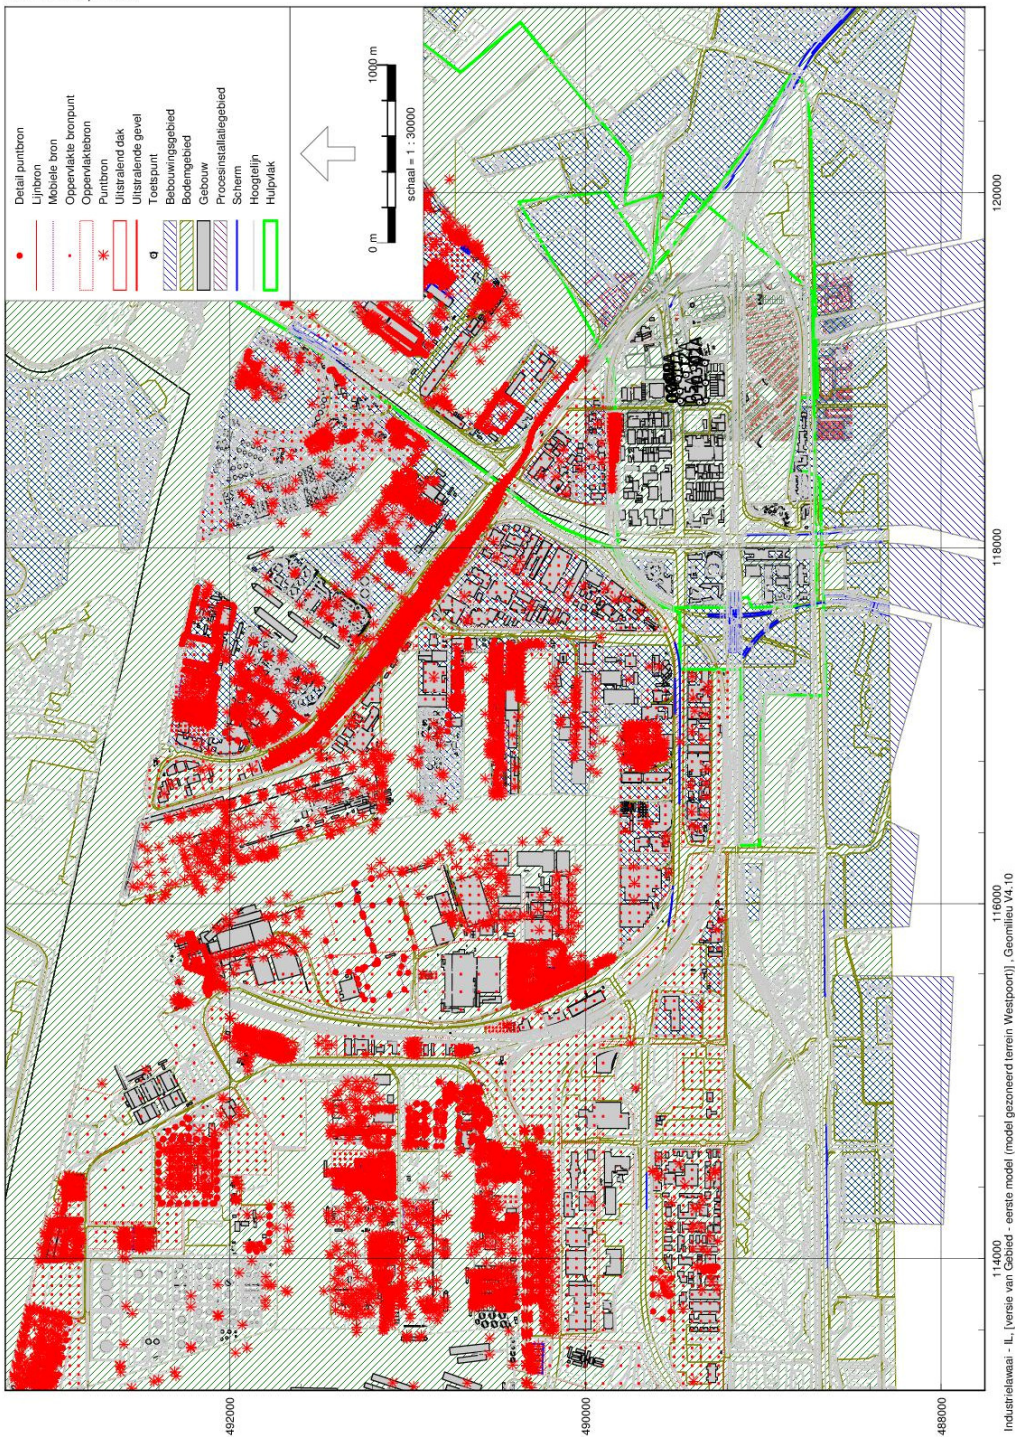 Detail puntbron
Lijnbron
Mobiele bron
Oppervlakte bronpunt
Oppervlaktebron
Puntbron
Uitstralend dak
Uitstralende gevel
Toetspunt
Bebouwingsgebied
Bodemgebied
Gebouw
Procesinstallatiegebied
Scherm
Hoogtelijn
Hulpvlak
0 m
1000 m
schaal = 1 : 30000
114000
116000
118000
120000
492000
490000
488000
Industrielawaai - IL, [versie van Gebied - eerste model (model gezoneerd terrein Westpoort)] , Geomilieu V4.10